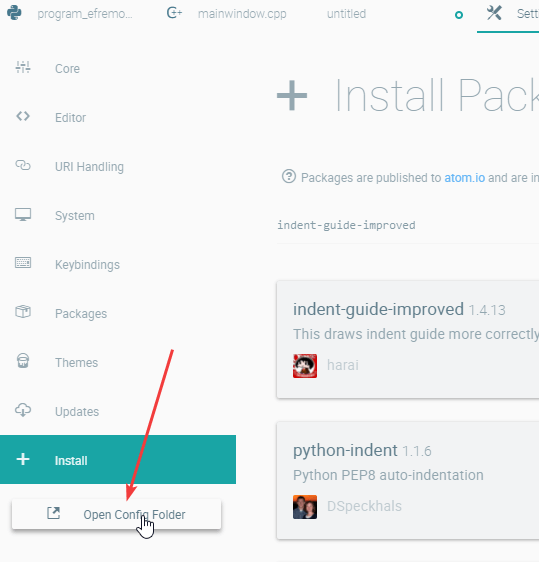 program_efremo...
C++
mainwindow.cpp
untitled
Sett
Core
Editor
URI Handling
System
Keybindings
Packages
Themes
Updates
Install
Open Config Folder
Install Pack
Packages are published to atom.io and are in
indent-guide-improved
indent-guide-improved 1.4.13
This draws indent guide more correctly
harai
python-indent 1.1.6
Python PEP8 auto-indentation
DSpeckhals